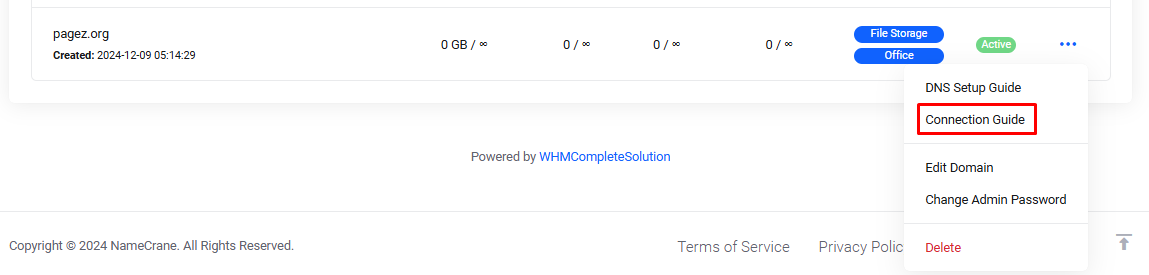 pagez.org
Created: 2024-12-09 05:14:29
0 GB / ∞
0 / ∞
0 / ∞
0 / ∞
File Storage
Office
Active
DNS Setup Guide
Connection Guide
Edit Domain
Change Admin Password
Delete
Powered by WHMCompleteSolution
Copyright © 2024 NameCrane. All Rights Reserved.
Terms of Service
Privacy Polic